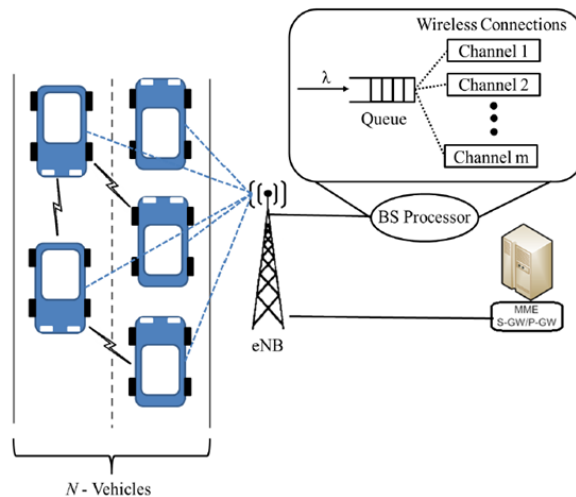 Wireless Connections
Channel 1
λ
Channel 2
Queue
Channel m
BS Processor
MME
S-GW/P-GW
eNB
N - Vehicles